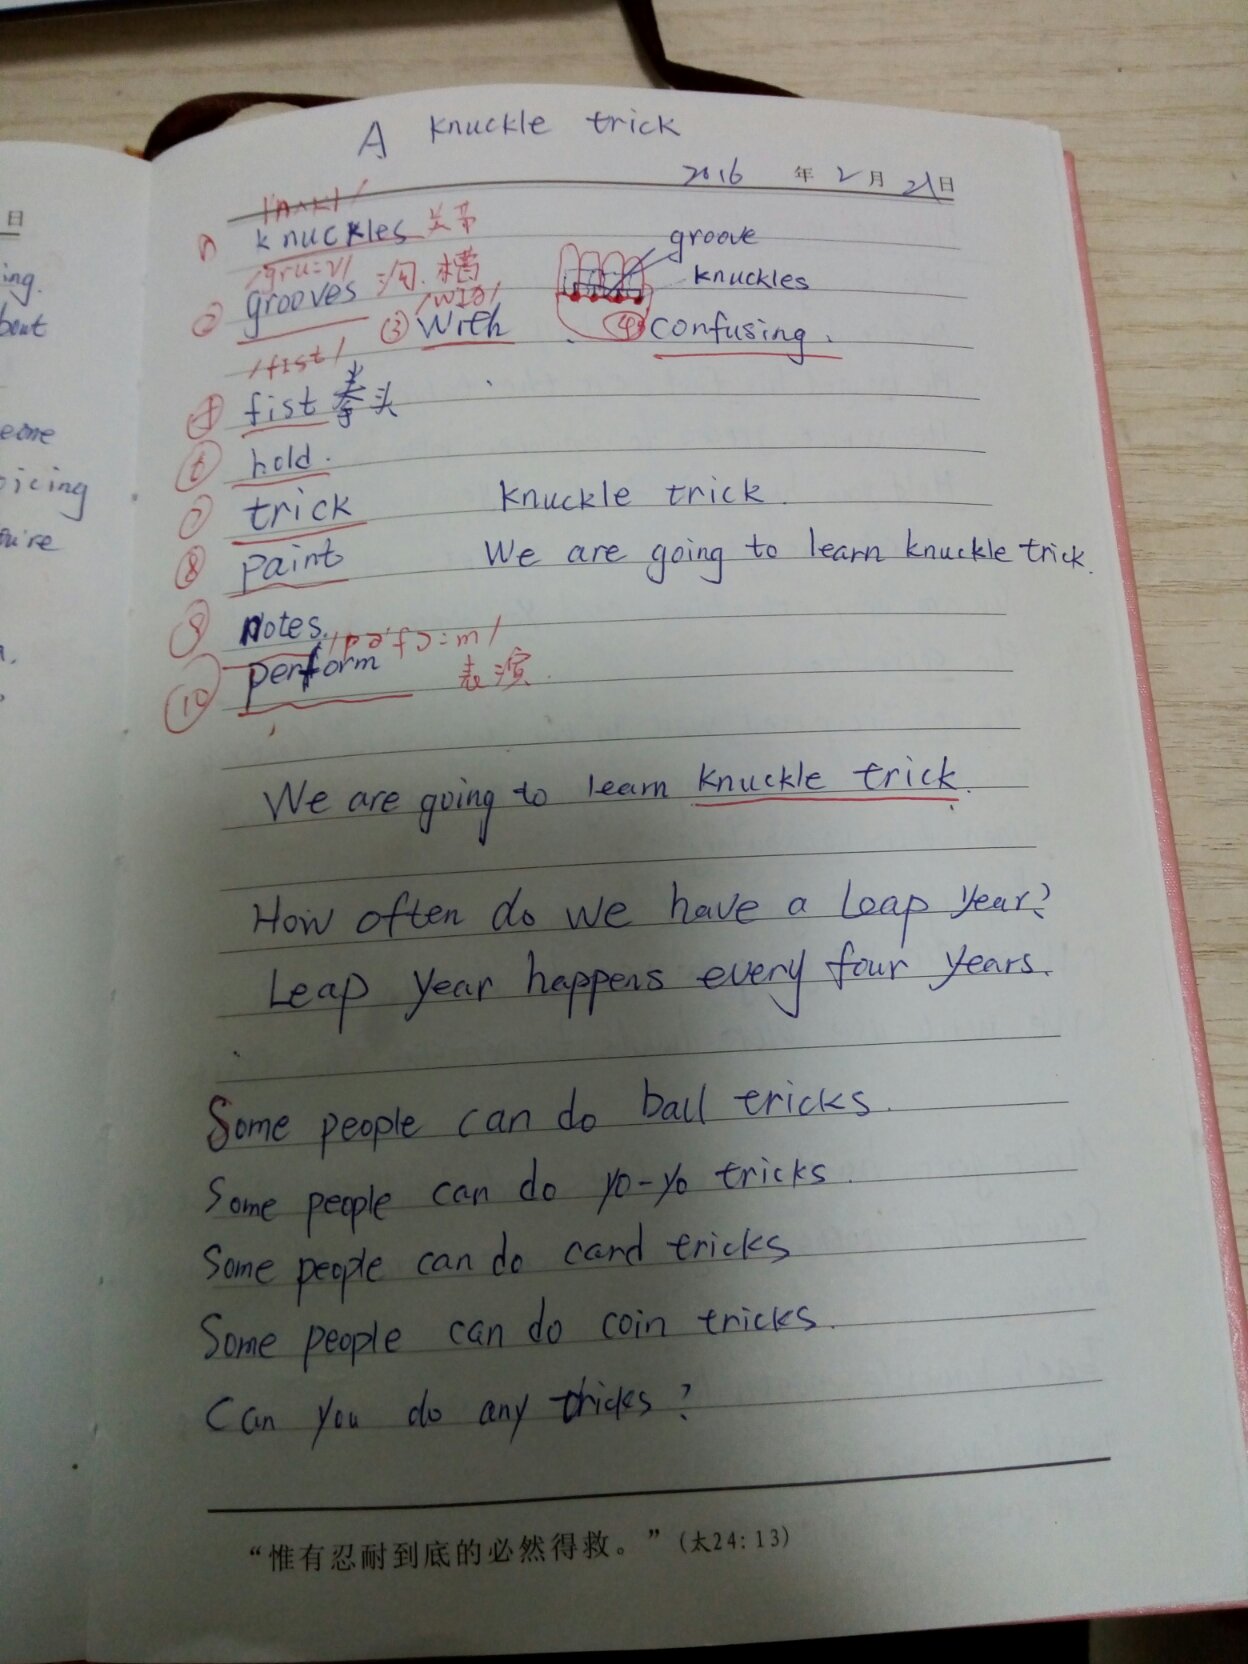 日
ing.
bout
eone
oicing
uire
A knuckle trick
2016 年 2 月 21 日
① knuckles 关节
/gru:v/
② grooves 沟.槽
groove
knuckles
/wɪð/
③ With
④ confusing.
/fist/
④ fist 拳头
⑥ hold.
⑦ trick knuckle trick.
⑧ paint We are going to learn knuckle trick.
⑨ Notes.
⑩ perform 表演.
We are going to learn knuckle trick.
How often do we have a Leap Year?
Leap Year happens every four years.
Some people can do ball tricks.
Some people can do yo-yo tricks.
Some people can do card tricks
Some people can do coin tricks.
Can you do any tricks?
“惟有忍耐到底的必然得救。”(太24:13)